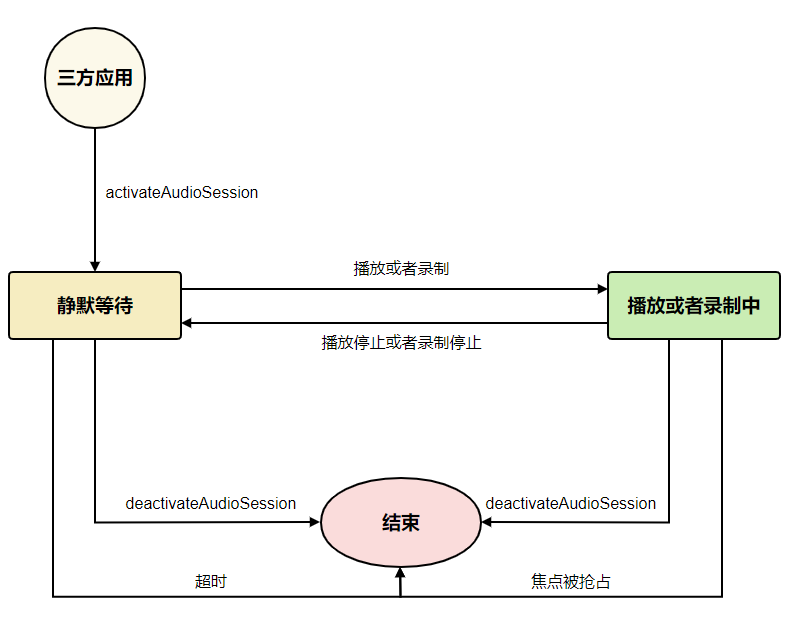 三方应用
activateAudioSession
播放或者录制
静默等待
播放或者录制中
播放停止或者录制停止
deactivateAudioSession
deactivateAudioSession
结束
超时
焦点被抢占